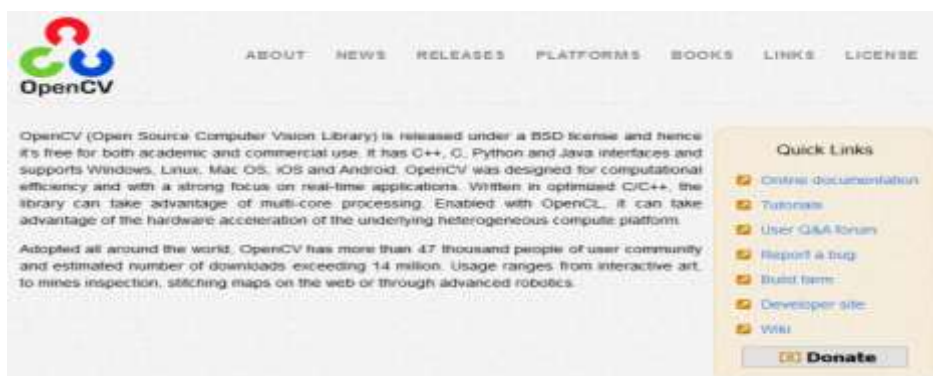 OpenCV
ABOUT NEWS RELEASES PLATFORMS BOOKS LINKS LICENSE
OpenCV (Open Source Computer Vision Library) is released under a BSD license and hence
it's free for both academic and commercial use. It has C++, C, Python and Java interfaces and
supports Windows, Linux, Mac OS, iOS and Android. OpenCV was designed for computational
efficiency and with a strong focus on real-time applications. Written in optimized C/C++, the
library can take advantage of multi-core processing. Enabled with OpenCL, it can take
advantage of the hardware acceleration of the underlying heterogeneous compute platform.
Adopted all around the world, OpenCV has more than 47 thousand people of user community
and estimated number of downloads exceeding 14 million. Usage ranges from interactive art,
to mines inspection, stitching maps on the web or through advanced robotics.
Quick Links
Online documentation
Tutorials
User Q&A forum
Report a bug
Build farm
Developer site
Wiki
Donate